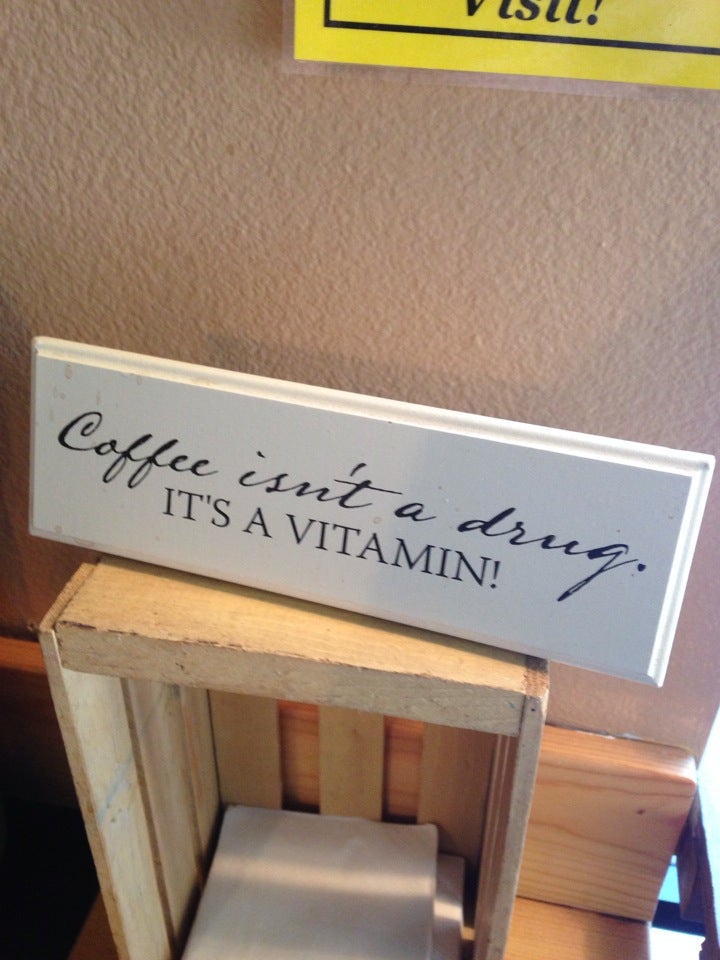 Visit!
Coffee isn't a drug.
IT'S A VITAMIN!